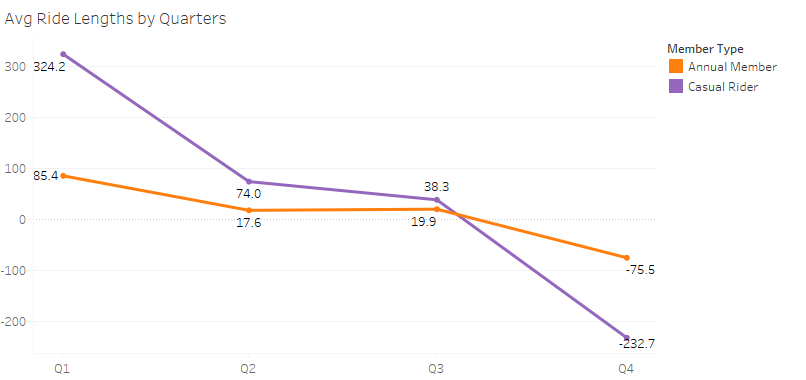 Avg Ride Lengths by Quarters
Member Type
Annual Member
Casual Rider
300
200
100
0
-100
-200
324.2
85.4
74.0
17.6
38.3
19.9
-75.5
-232.7
Q1
Q2
Q3
Q4